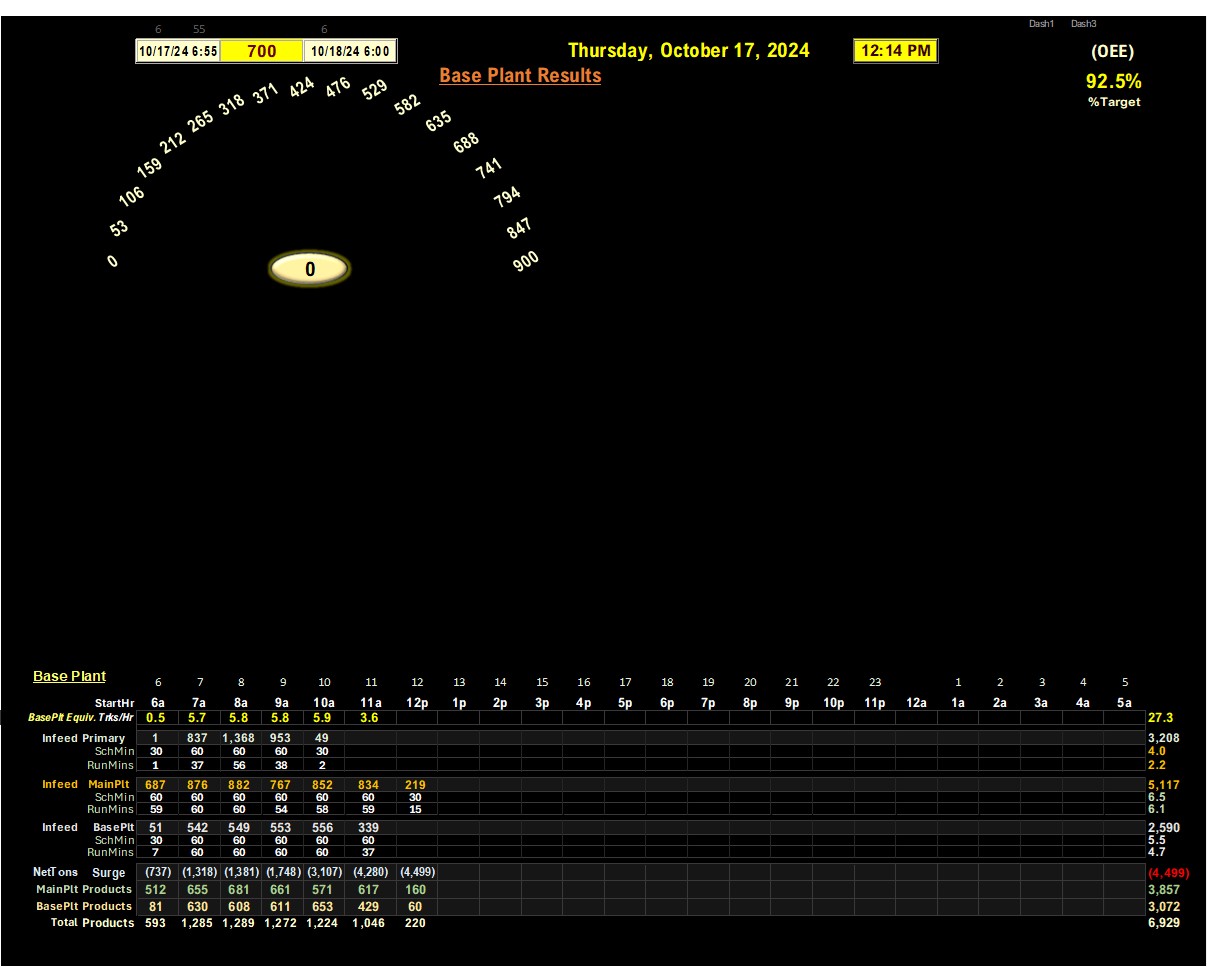 Dash1 Dash3
6 55 6
10/17/24 6:55 700 10/18/24 6:00 Thursday, October 17, 2024 12:14 PM (OEE)
Base Plant Results
92.5%
%Target
0 53 106 159 212 265 318 371 424 476 529 582 635 688 741 794 847 900
0
Base Plant 6 7 8 9 10 11 12 13 14 15 16 17 18 19 20 21 22 23 1 2 3 4 5
StartHr 6a 7a 8a 9a 10a 11a 12p 1p 2p 3p 4p 5p 6p 7p 8p 9p 10p 11p 12a 1a 2a 3a 4a 5a
BasePlt Equiv. Trks/Hr 0.5 5.7 5.8 5.8 5.9 3.6 27.3
Infeed Primary 1 837 1,368 953 49 3,208
SchMin 30 60 60 60 30 4.0
RunMins 1 37 56 38 2 2.2
Infeed MainPlt 687 876 882 767 852 834 219 5,117
SchMin 60 60 60 60 60 60 30 6.5
RunMins 59 60 60 54 58 59 15 6.1
Infeed BasePlt 51 542 549 553 556 339 2,590
SchMin 30 60 60 60 60 60 5.5
RunMins 7 60 60 60 60 37 4.7
NetTons Surge (737) (1,318) (1,381) (1,748) (3,107) (4,280) (4,499) (4,499)
MainPlt Products 512 655 681 661 571 617 160 3,857
BasePlt Products 81 630 608 611 653 429 60 3,072
Total Products 593 1,285 1,289 1,272 1,224 1,046 220 6,929